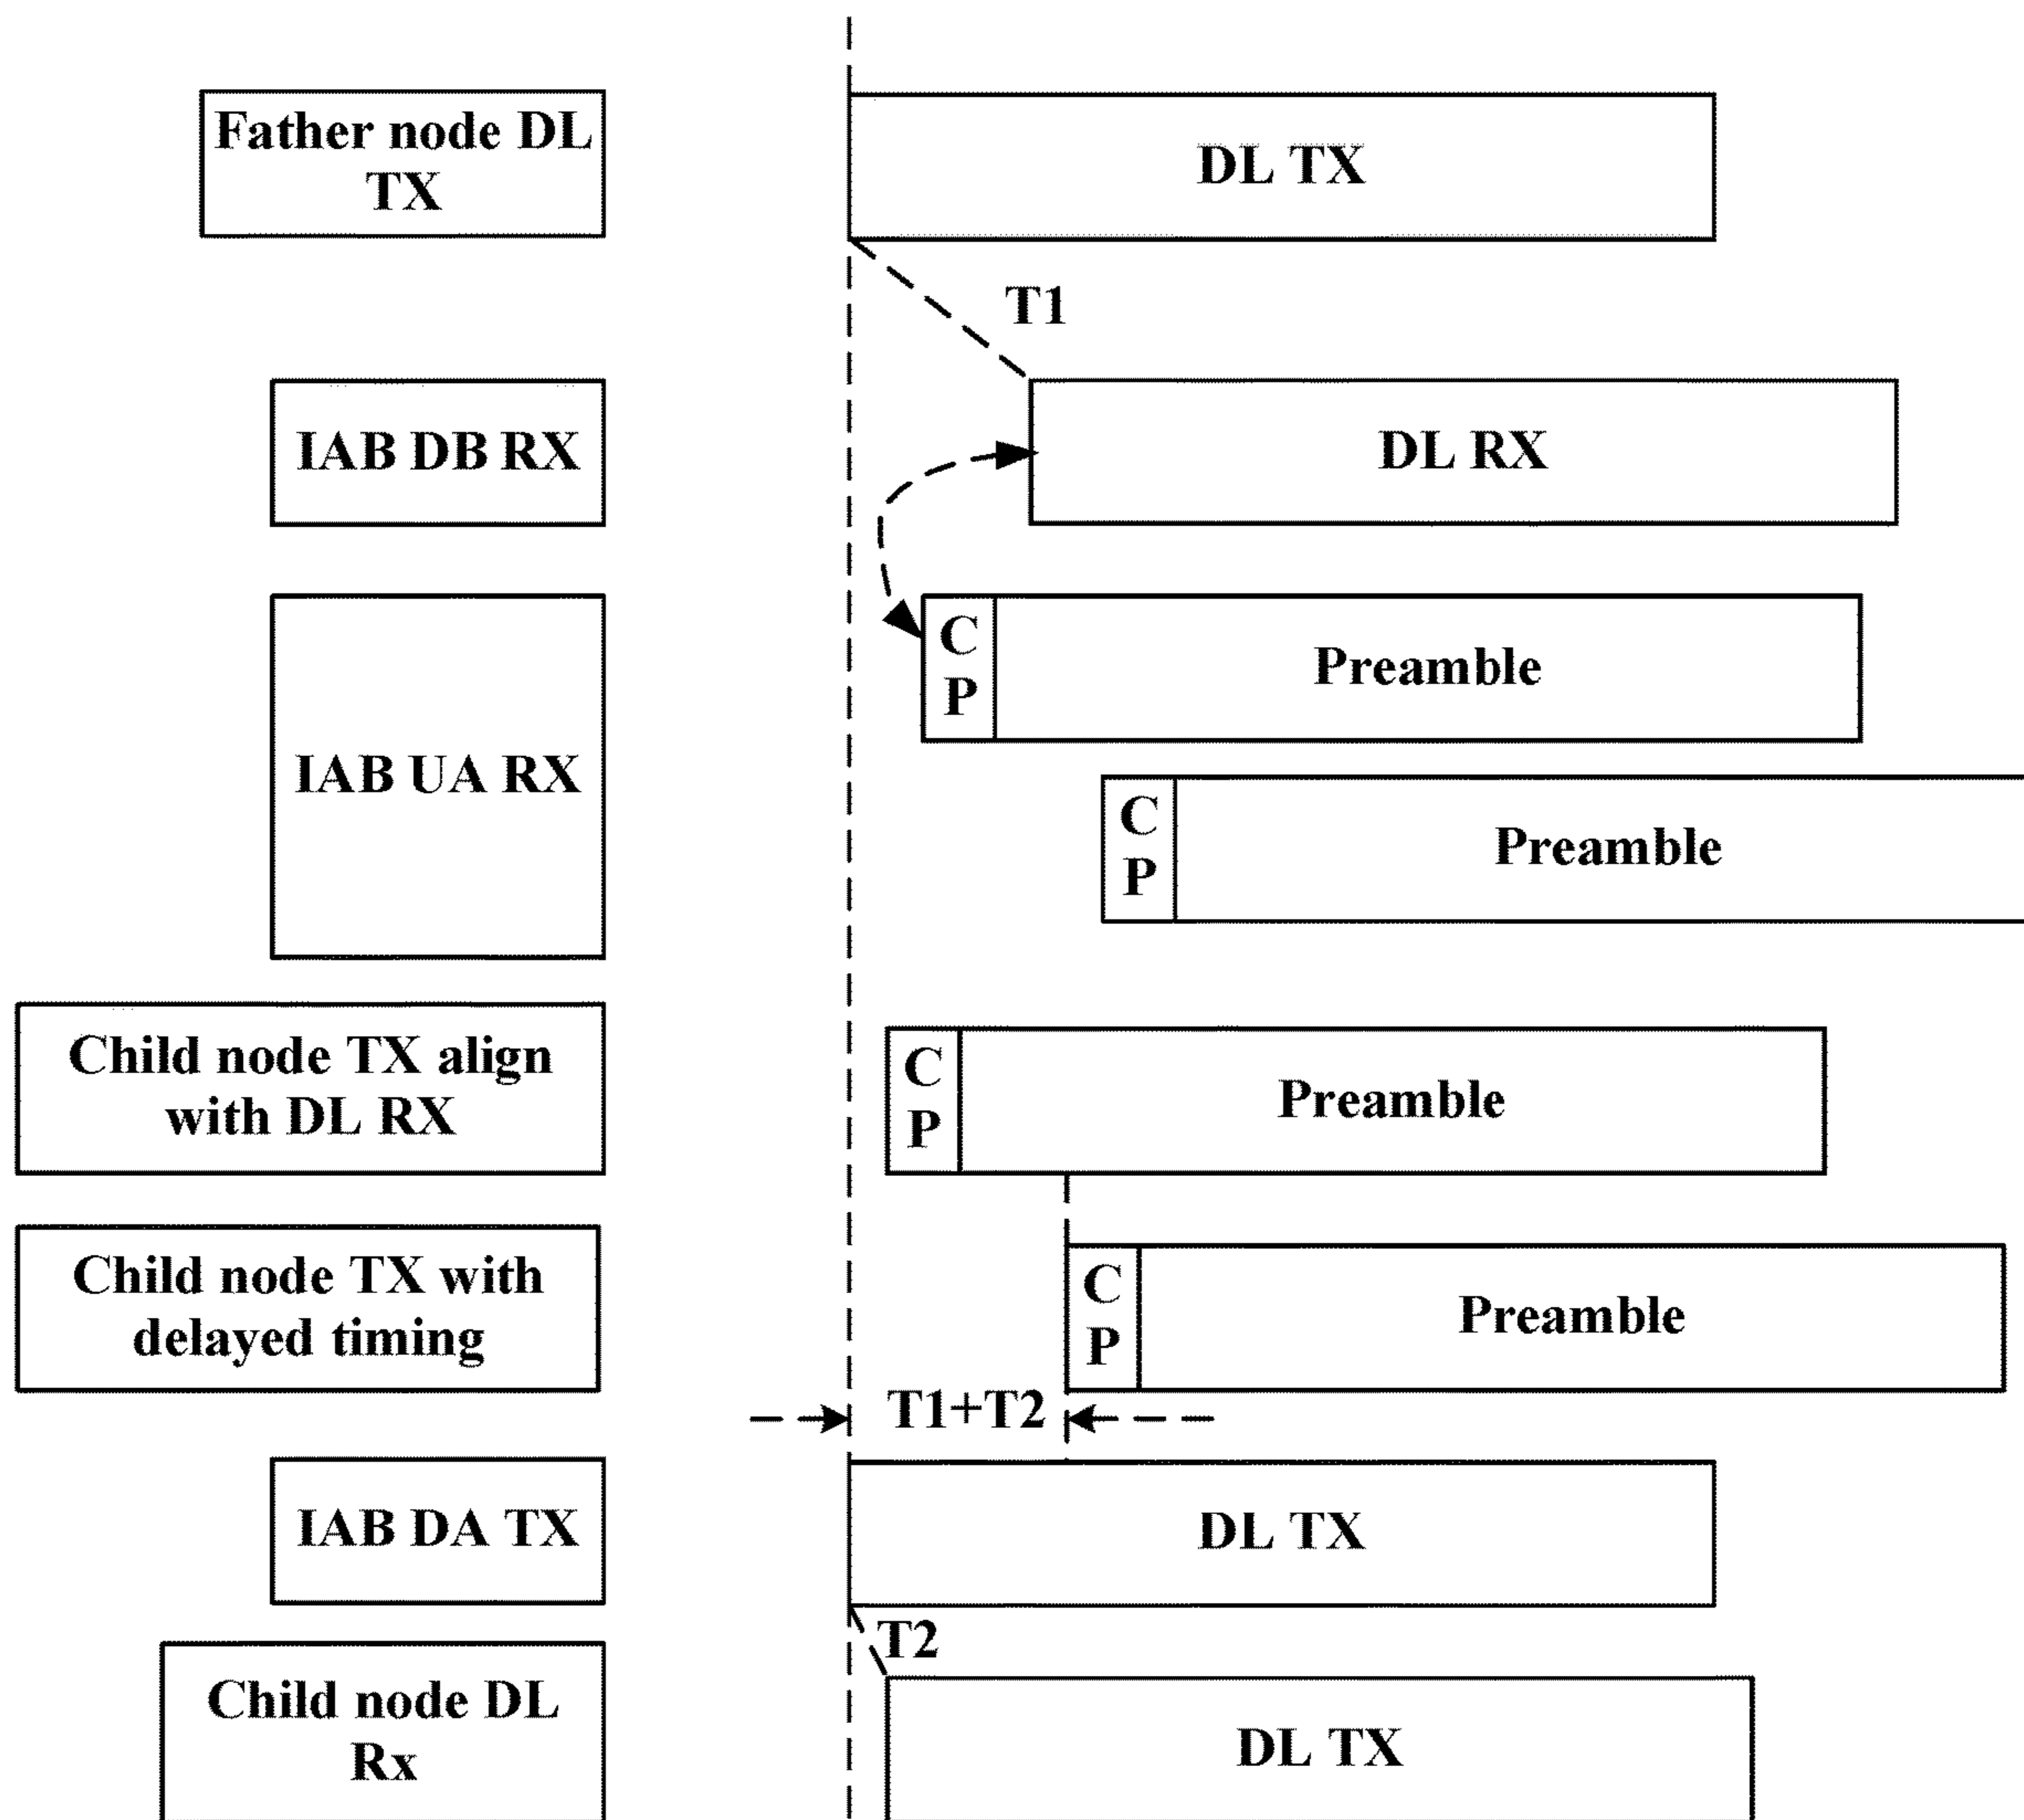 Father node DL
TX
DL TX
T1
IAB DB RX
DL RX
IAB UA RX
C
P
Preamble
C
P
Preamble
Child node TX align
with DL RX
C
P
Preamble
Child node TX with
delayed timing
C
P
Preamble
T1+T2
IAB DA TX
DL TX
T2
Child node DL
Rx
DL TX